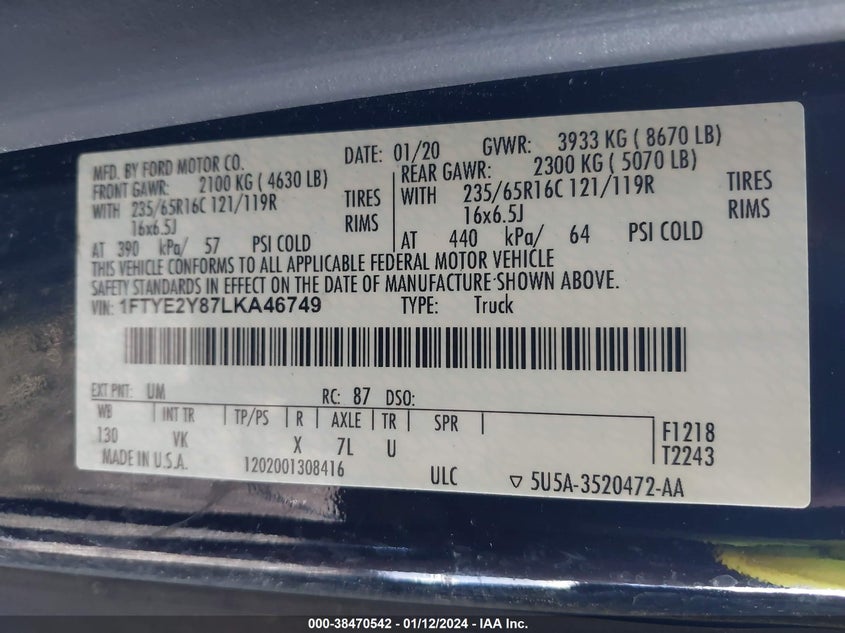 MFD. BY FORD MOTOR CO. DATE: 01/20 GVWR: 3933 KG ( 8670 LB)
FRONT GAWR: 2100 KG ( 4630 LB) REAR GAWR: 2300 KG ( 5070 LB)
WITH 235/65R16C 121/119R TIRES WITH 235/65R16C 121/119R TIRES
16x6.5J RIMS 16x6.5J RIMS
AT 390 kPa/ 57 PSI COLD AT 440 kPa/ 64 PSI COLD
THIS VEHICLE CONFORMS TO ALL APPLICABLE FEDERAL MOTOR VEHICLE
SAFETY STANDARDS IN EFFECT ON THE DATE OF MANUFACTURE SHOWN ABOVE.
VIN: 1FTYE2Y87LKA46749 TYPE: Truck
EXT PNT: UM RC: 87 DSO:
WB INT TR TP/PS R AXLE TR SPR F1218
130 VK X 7L U T2243
MADE IN U.S.A. 1202001308416 ULC ▽ 5U5A-3520472-AA
000-38470542 - 01/12/2024 - IAA Inc.